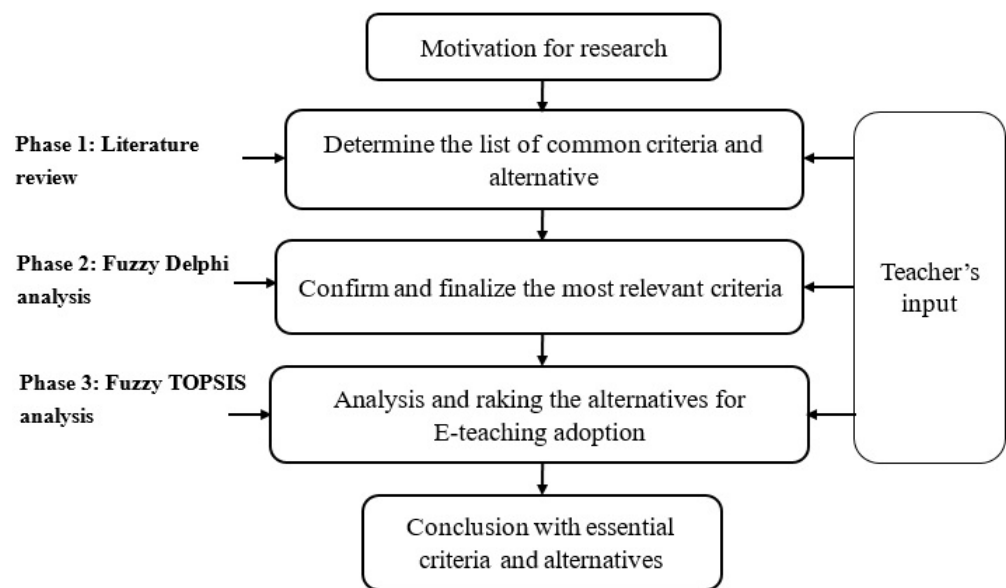 Motivation for research
Phase 1: Literature
review
Determine the list of common criteria and
alternative
Phase 2: Fuzzy Delphi
analysis
Confirm and finalize the most relevant criteria
Teacher’s
input
Phase 3: Fuzzy TOPSIS
analysis
Analysis and raking the alternatives for
E-teaching adoption
Conclusion with essential
criteria and alternatives